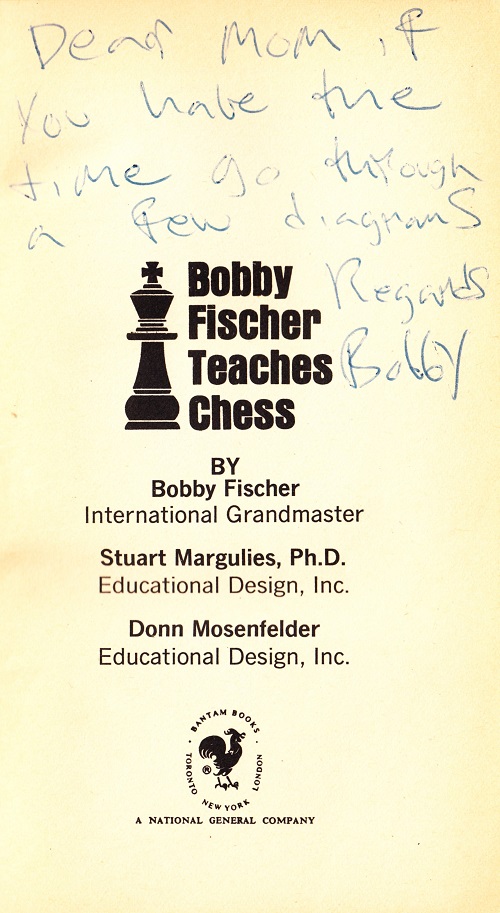 Dear Mom if
You have the
time go through
a few diagrams
Regards
Bobby
Bobby
Fischer
Teaches
Chess
BY
Bobby Fischer
International Grandmaster
Stuart Margulies, Ph.D.
Educational Design, Inc.
Donn Mosenfelder
Educational Design, Inc.
· BANTAM BOOKS ·
TORONTO
LONDON
®
NEW YORK
A NATIONAL GENERAL COMPANY